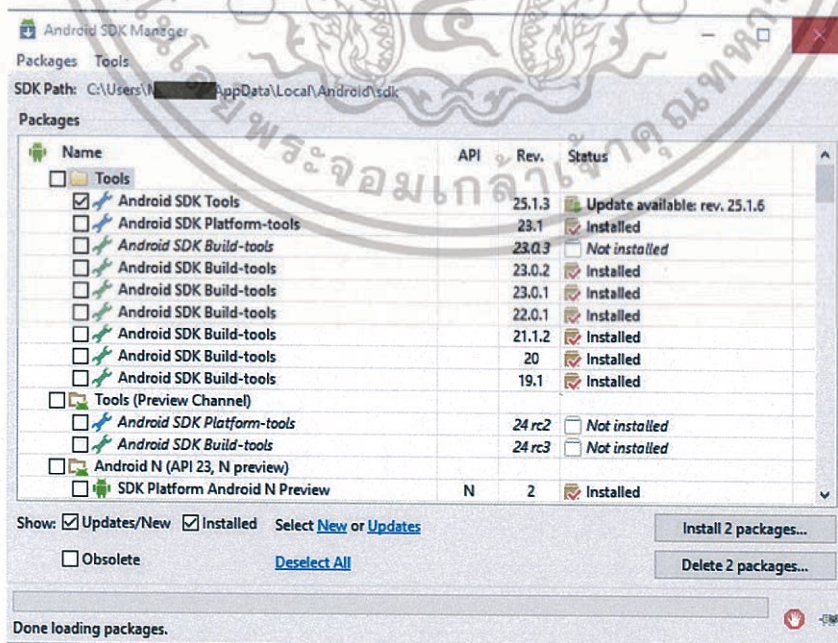 Android SDK Manager
Packages Tools
SDK Path: C:\Users\M AppData\Local\Android\sdk
Packages
Name API Rev. Status
Tools
Android SDK Tools 25.1.3 Update available: rev. 25.1.6
Android SDK Platform-tools 23.1 Installed
Android SDK Build-tools 23.0.3 Not installed
Android SDK Build-tools 23.0.2 Installed
Android SDK Build-tools 23.0.1 Installed
Android SDK Build-tools 22.0.1 Installed
Android SDK Build-tools 21.1.2 Installed
Android SDK Build-tools 20 Installed
Android SDK Build-tools 19.1 Installed
Tools (Preview Channel)
Android SDK Platform-tools 24 rc2 Not installed
Android SDK Build-tools 24 rc3 Not installed
Android N (API 23, N preview)
SDK Platform Android N Preview N 2 Installed
Show: Updates/New Installed Select New or Updates Install 2 packages...
Obsolete Deselect All Delete 2 packages...
Done loading packages.